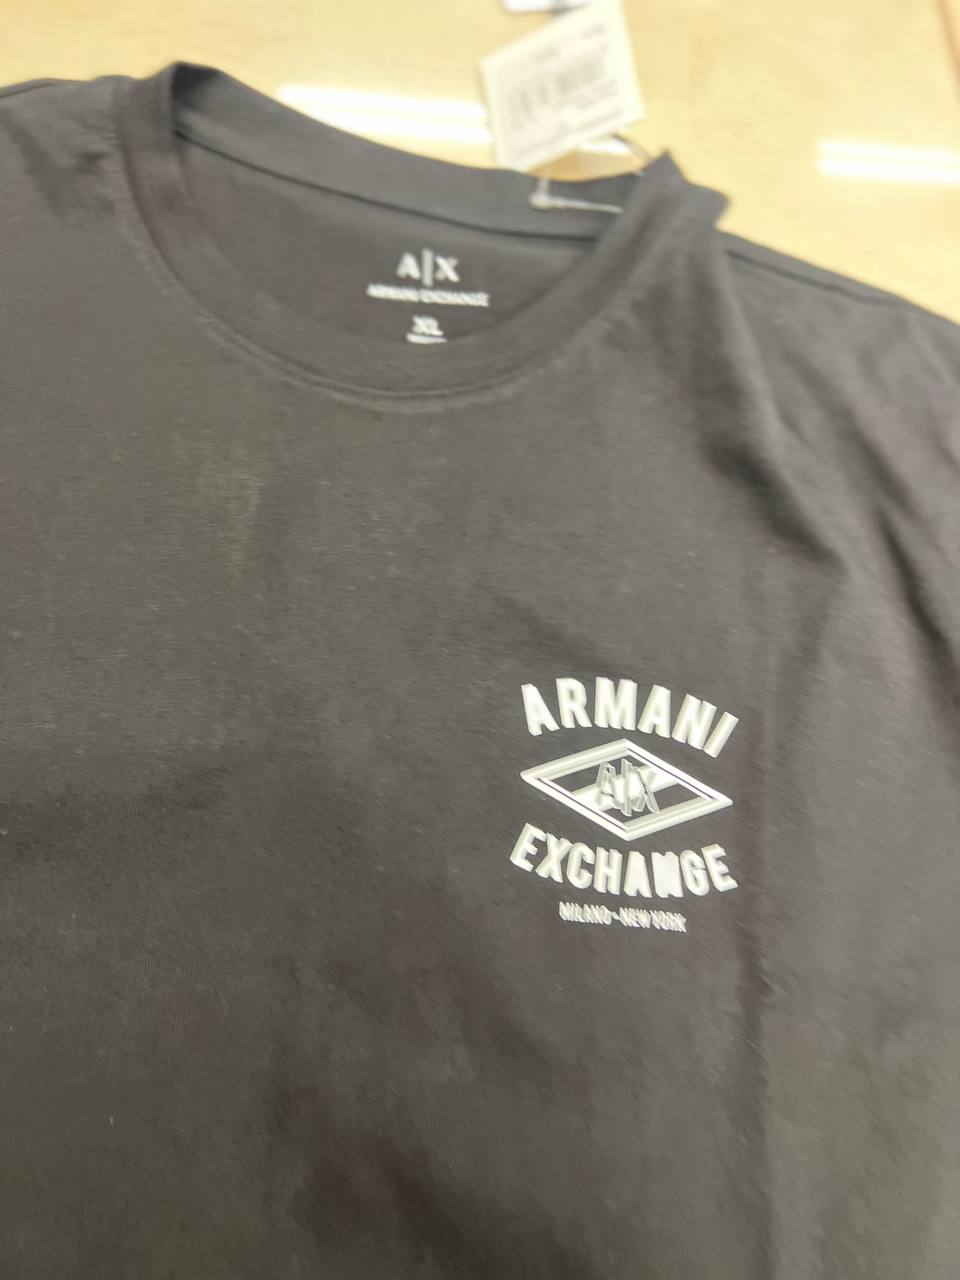 A|X
ARMANI EXCHANGE
XL
ARMANI
A|X
EXCHANGE
MILANO - NEW YORK